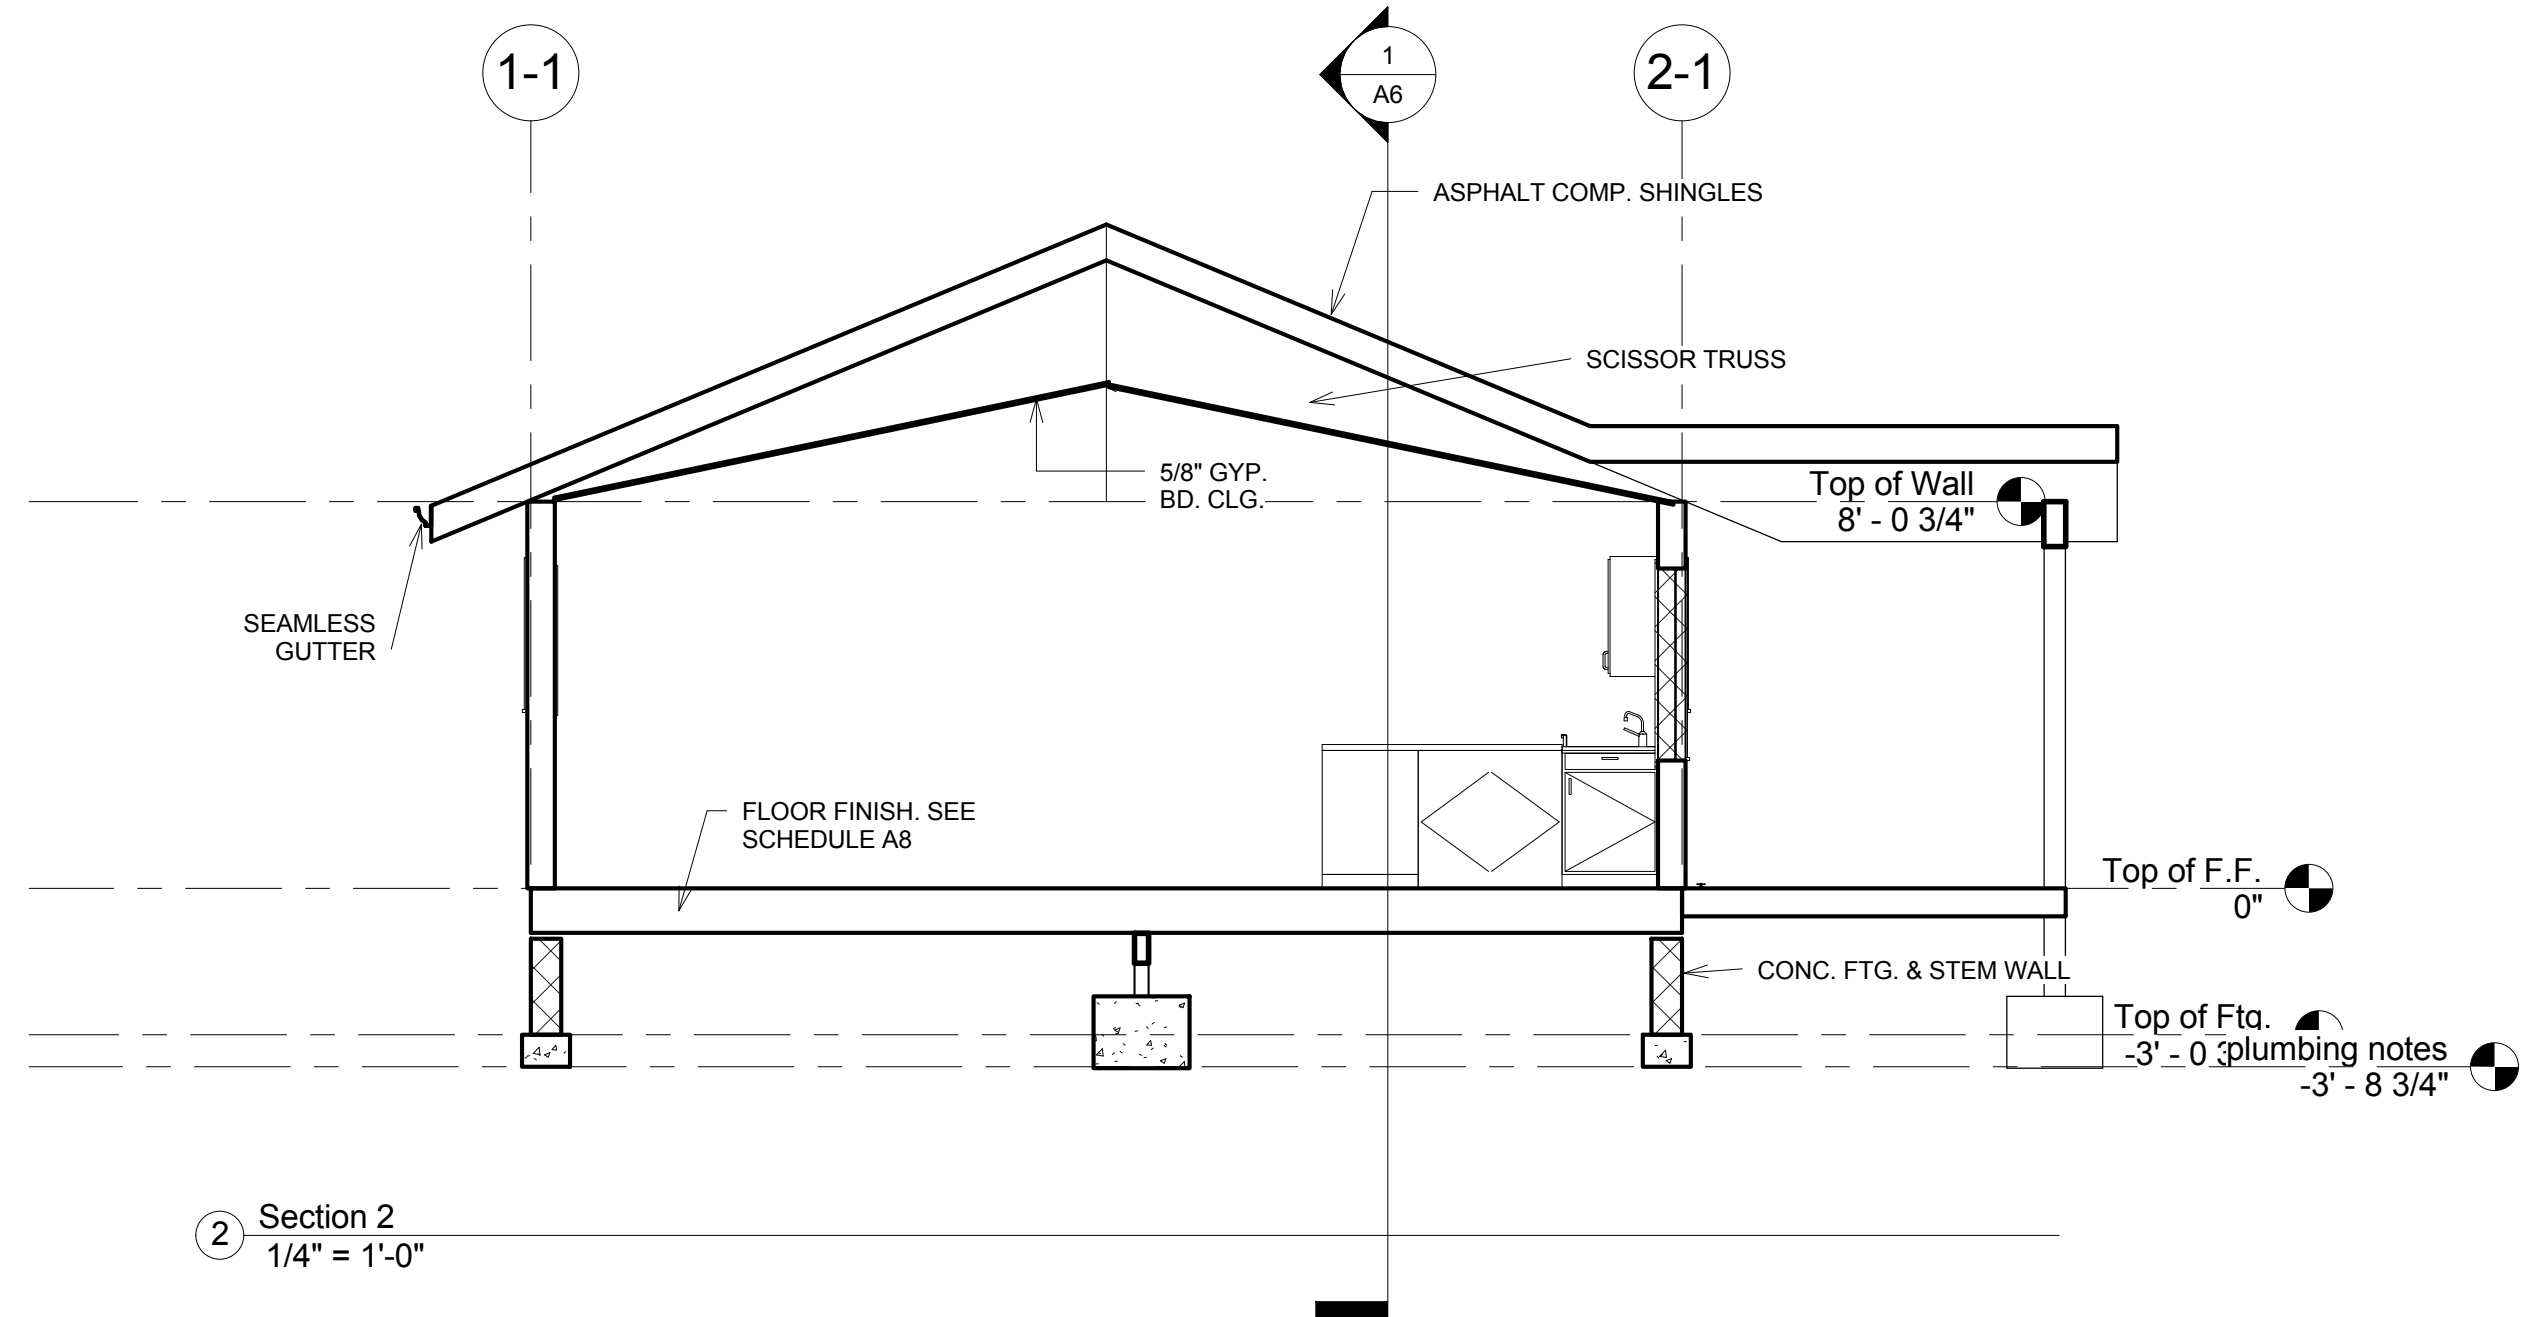 1-1
1
A6
2-1
ASPHALT COMP. SHINGLES
SCISSOR TRUSS
5/8" GYP.
BD. CLG.
Top of Wall
8' - 0 3/4"
SEAMLESS
GUTTER
FLOOR FINISH. SEE
SCHEDULE A8
Top of F.F.
0"
CONC. FTG. & STEM WALL
Top of Ftg.
-3' - 0
plumbing notes
-3' - 8 3/4"
2
Section 2
1/4" = 1'-0"